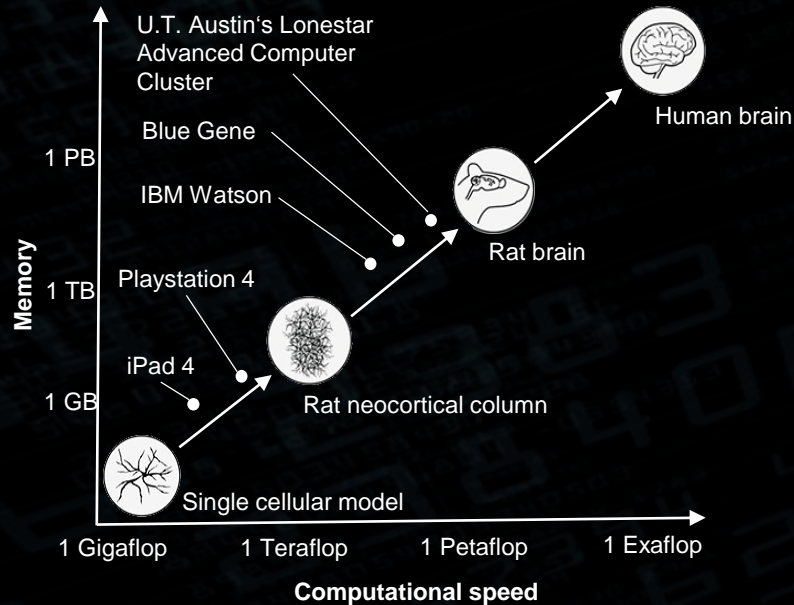 U.T. Austin‘s Lonestar
Advanced Computer
Cluster
Human brain
Blue Gene
1 PB
IBM Watson
Rat brain
Memory
Playstation 4
1 TB
iPad 4
1 GB
Rat neocortical column
Single cellular model
1 Gigaflop
1 Teraflop
1 Petaflop
1 Exaflop
Computational speed